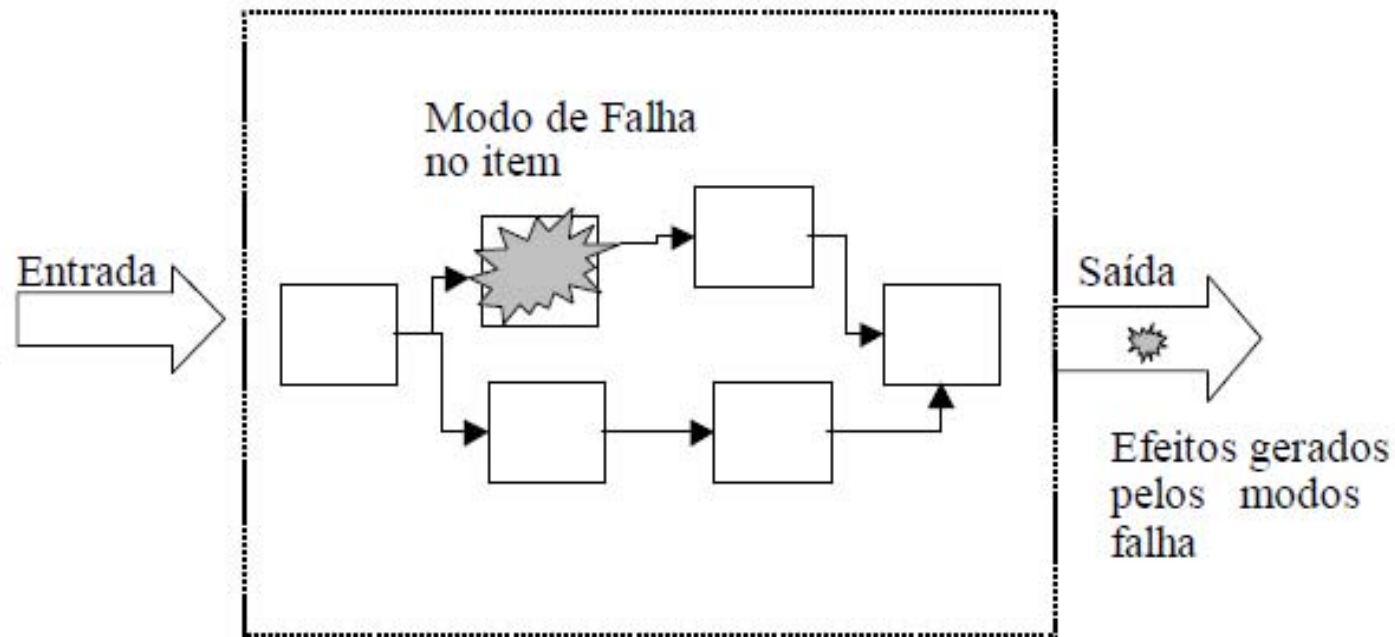 Modo de Falha
no item
Entrada
Saída
Efeitos gerados
pelos modos
falha